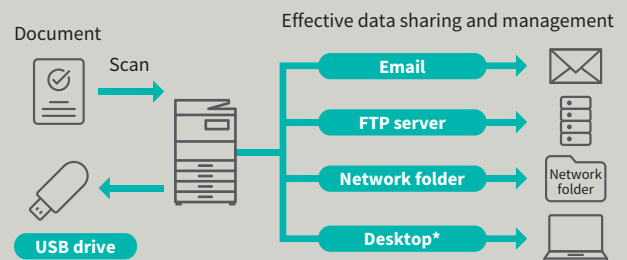 Effective data sharing and management
Document
Scan
Email
FTP server
Network folder
Network
folder
Desktop*
USB drive